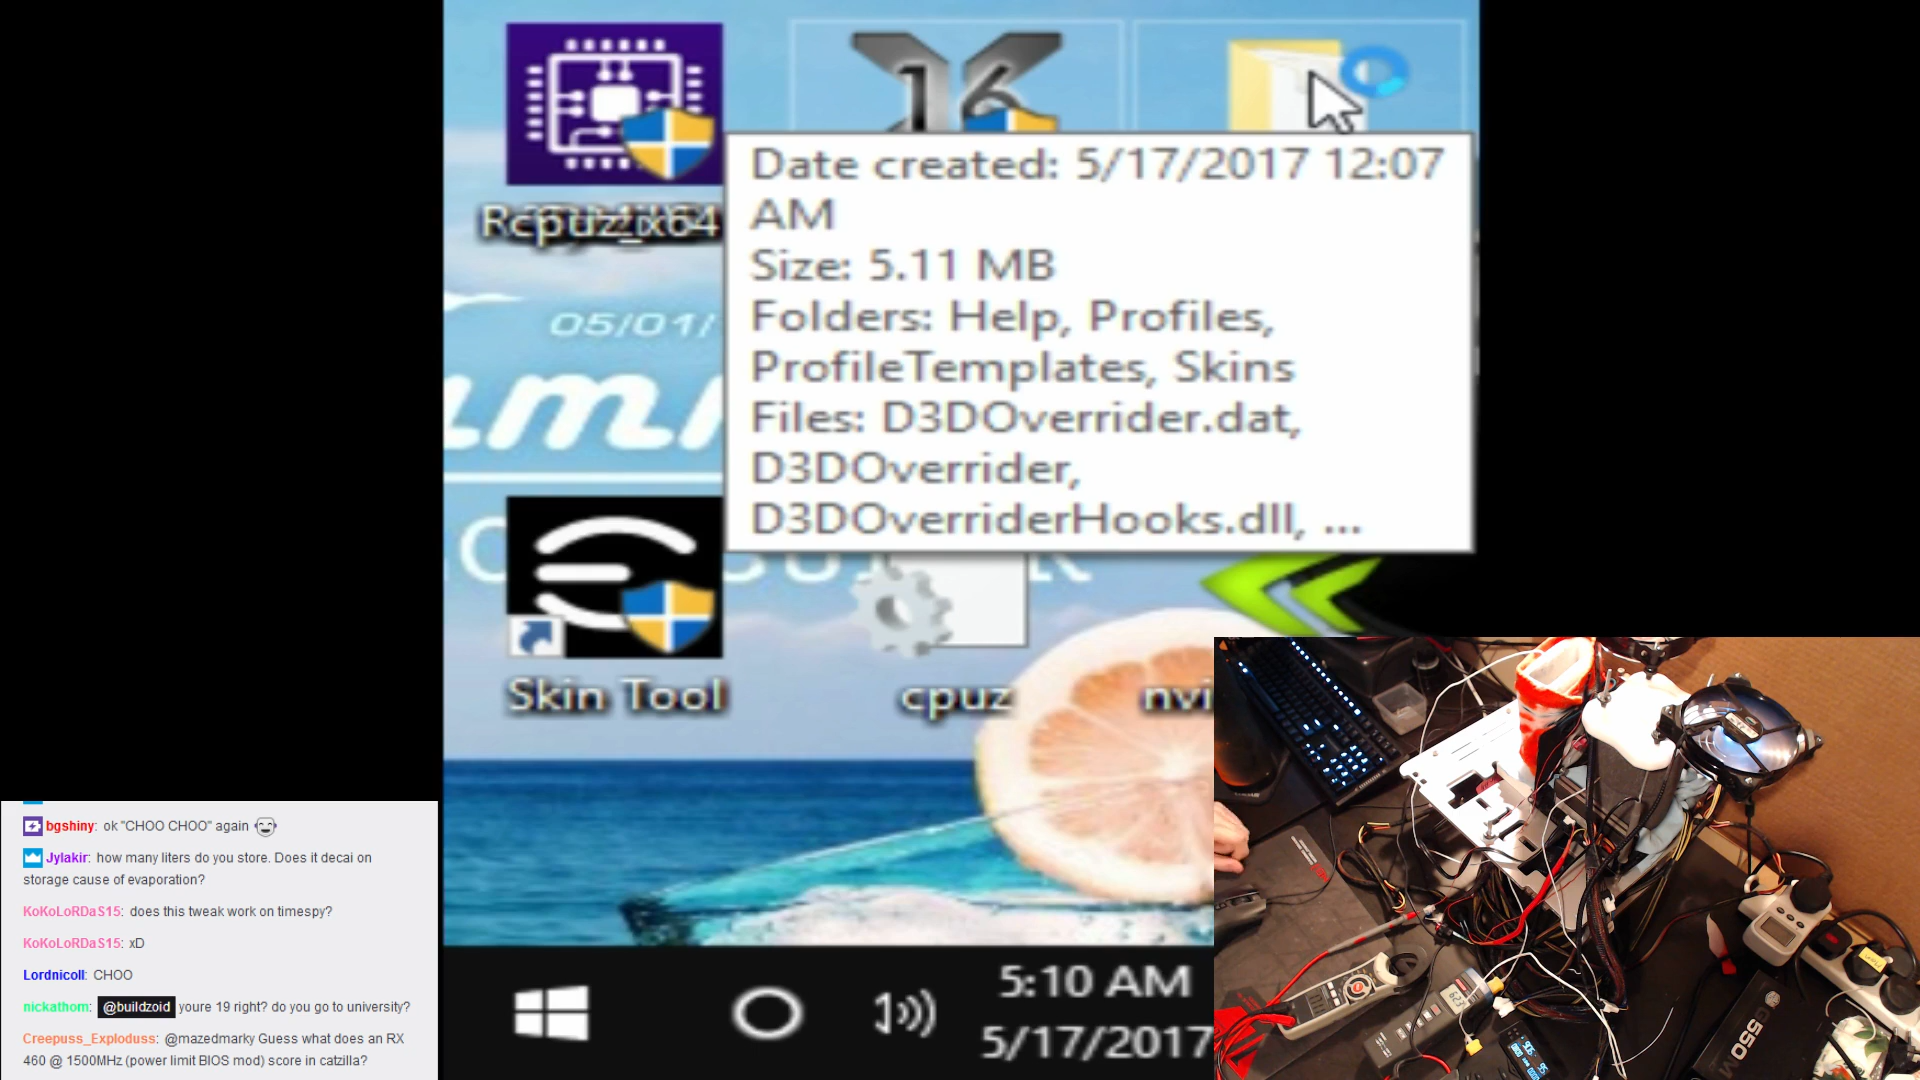 16
Date created: 5/17/2017 12:07
AM
Size: 5.11 MB
Folders: Help, Profiles,
ProfileTemplates, Skins
Files: D3DOverrider.dat,
D3DOverrider,
D3DOverriderHooks.dll, ...
05/01/
Skin Tool
cpuz
nvi
5:10 AM
5/17/2017
bgshiny: ok "CHOO CHOO" again
Jylakir: how many liters do you store. Does it decai on
storage cause of evaporation?
KoKoLoRDaS15: does this tweak work on timespy?
KoKoLoRDaS15: xD
Lordnicoll: CHOO
nickathom: @buildzoid youre 19 right? do you go to university?
Creepuss_Exploduss: @mazedmarky Guess what does an RX
460 @ 1500MHz (power limit BIOS mod) score in catzilla?
550